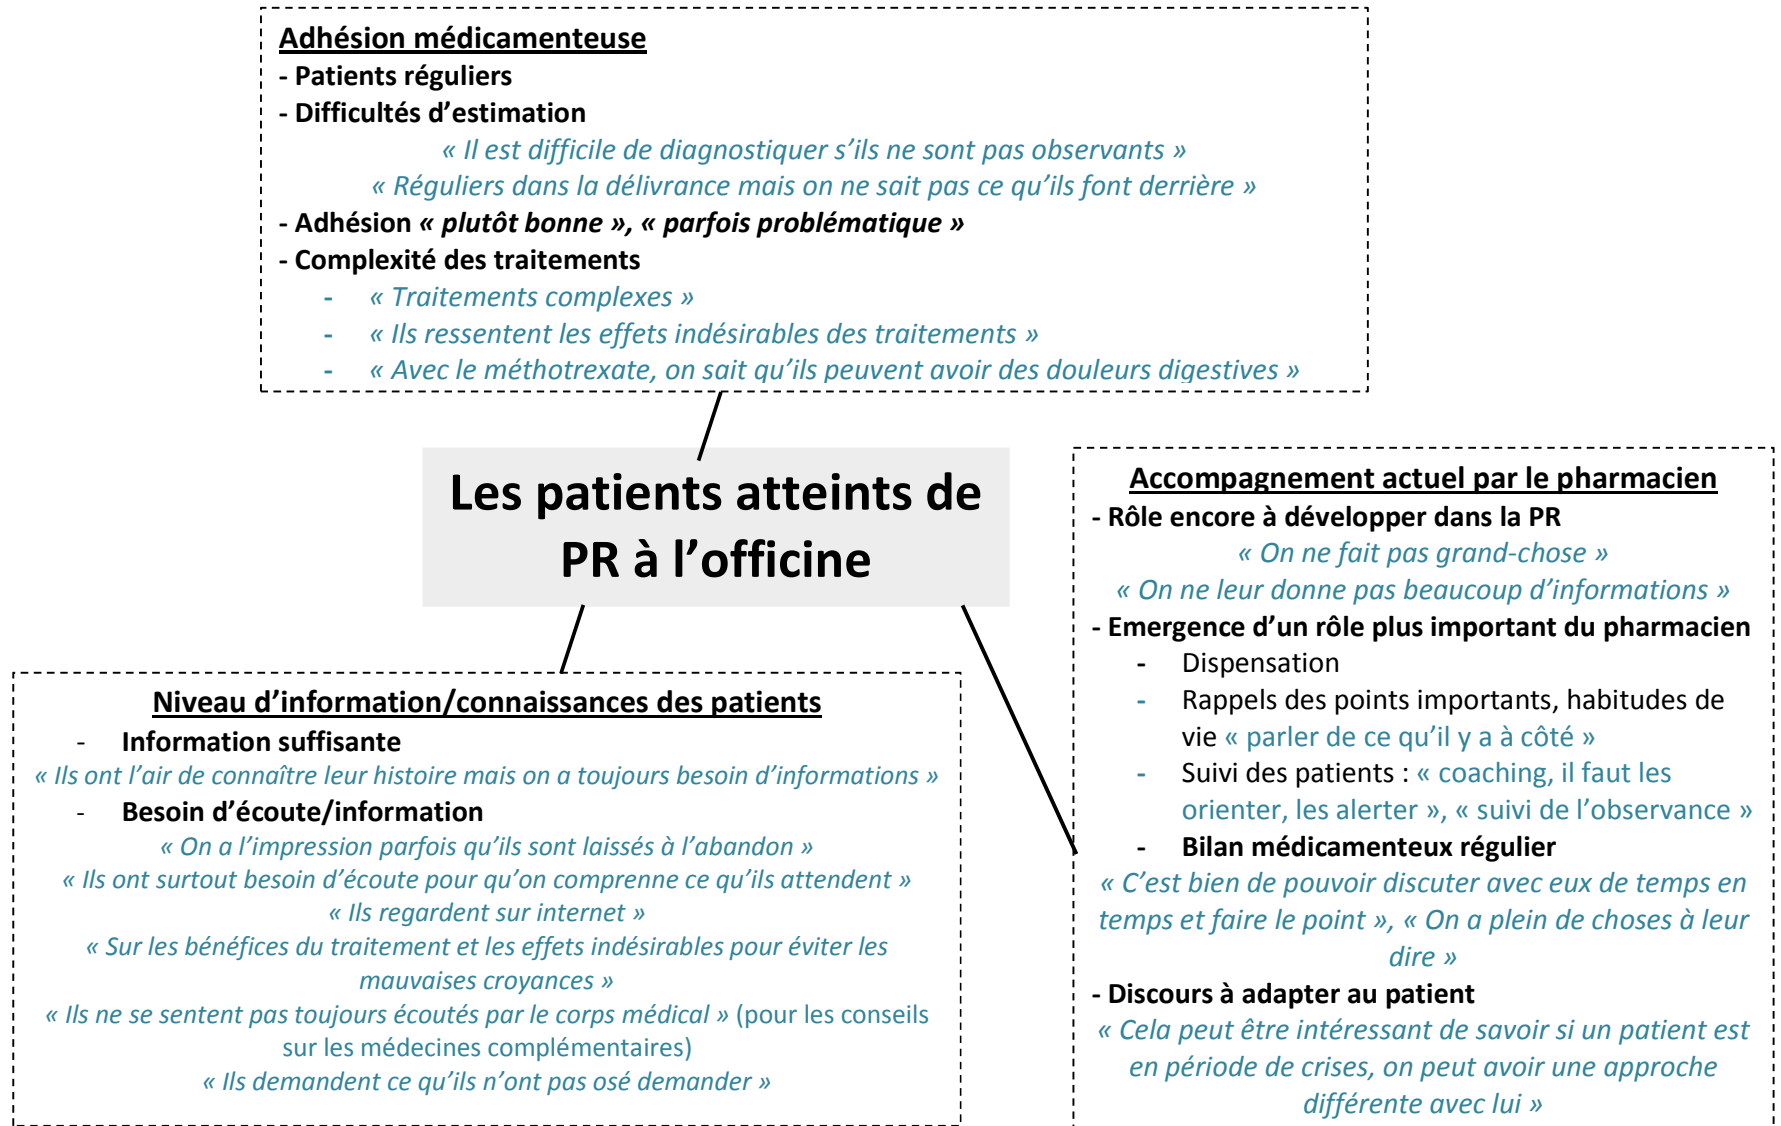 Adhésion médicamenteuse
- Patients réguliers
- Difficultés d’estimation
« Il est difficile de diagnostiquer s’ils ne sont pas observants »
« Réguliers dans la délivrance mais on ne sait pas ce qu’ils font derrière »
- Adhésion « plutôt bonne », « parfois problématique »
- Complexité des traitements
- « Traitements complexes »
- « Ils ressentent les effets indésirables des traitements »
- « Avec le méthotrexate, on sait qu’ils peuvent avoir des douleurs digestives »
Les patients atteints de
PR à l’officine
Niveau d’information/connaissances des patients
- Information suffisante
« Ils ont l’air de connaître leur histoire mais on a toujours besoin d’informations »
- Besoin d’écoute/information
« On a l’impression parfois qu’ils sont laissés à l’abandon »
« Ils ont surtout besoin d’écoute pour qu’on comprenne ce qu’ils attendent »
« Ils regardent sur internet »
« Sur les bénéfices du traitement et les effets indésirables pour éviter les
mauvaises croyances »
« Ils ne se sentent pas toujours écoutés par le corps médical » (pour les conseils
sur les médecines complémentaires)
« Ils demandent ce qu’ils n’ont pas osé demander »
Accompagnement actuel par le pharmacien
- Rôle encore à développer dans la PR
« On ne fait pas grand-chose »
« On ne leur donne pas beaucoup d’informations »
- Emergence d’un rôle plus important du pharmacien
- Dispensation
- Rappels des points importants, habitudes de
vie « parler de ce qu’il y a à côté »
- Suivi des patients : « coaching, il faut les
orienter, les alerter », « suivi de l’observance »
- Bilan médicamenteux régulier
« C’est bien de pouvoir discuter avec eux de temps en
temps et faire le point », « On a plein de choses à leur
dire »
- Discours à adapter au patient
« Cela peut être intéressant de savoir si un patient est
en période de crises, on peut avoir une approche
différente avec lui »